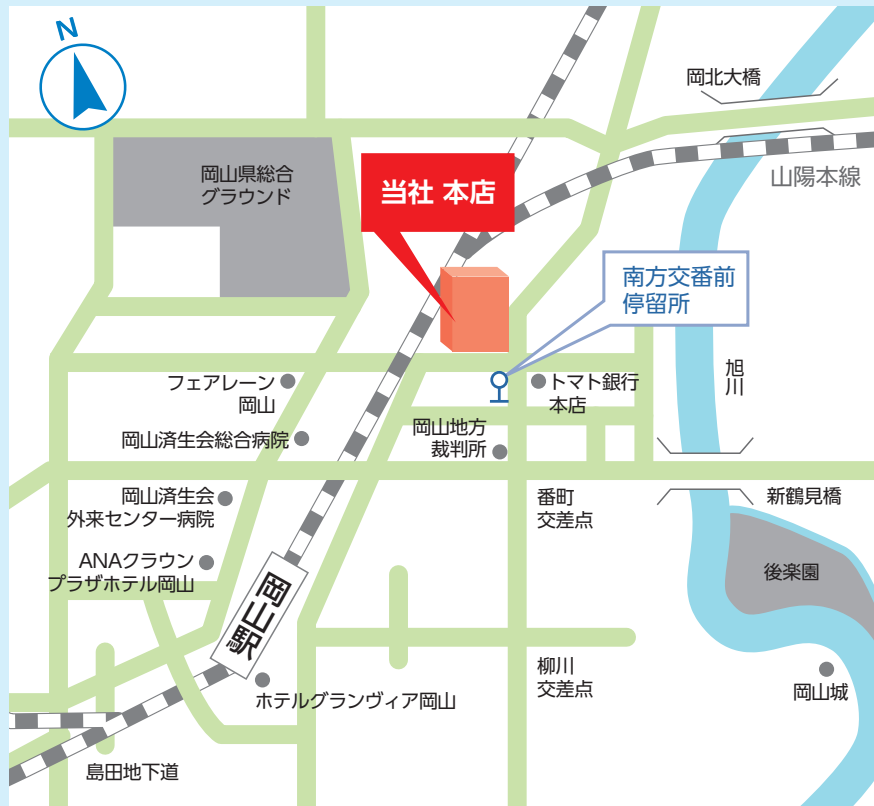 N
岡北大橋
山陽本線
岡山県総合
グラウンド
当社 本店
南方交番前
停留所
旭川
フェアレーン
岡山
トマト銀行
本店
岡山地方
裁判所
岡山済生会総合病院
岡山済生会
外来センター病院
番町
交差点
新鶴見橋
ANAクラウン
プラザホテル岡山
後楽園
岡山駅
柳川
交差点
岡山城
ホテルグランヴィア岡山
島田地下道